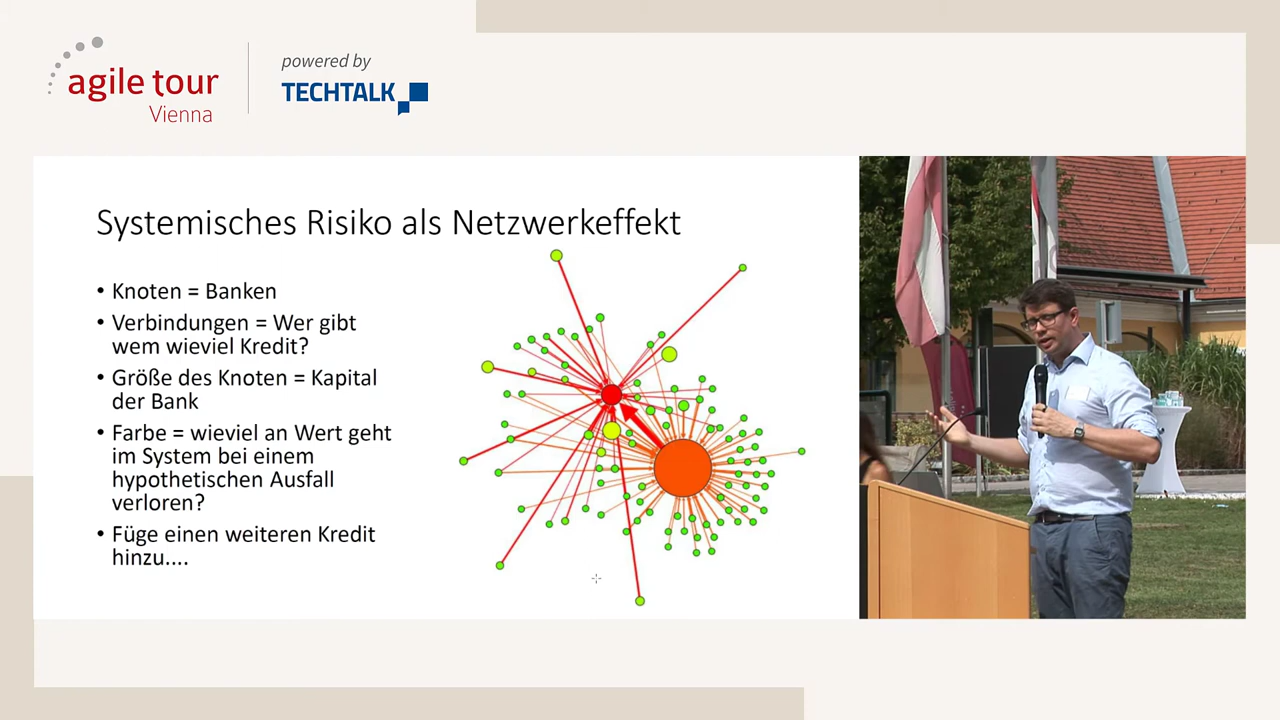 agile tour
Vienna
powered by
TECHTALK
Systemisches Risiko als Netzwerkeffekt
• Knoten = Banken
• Verbindungen = Wer gibt
wem wieviel Kredit?
• Größe des Knoten = Kapital
der Bank
• Farbe = wieviel an Wert geht
im System bei einem
hypothetischen Ausfall
verloren?
• Füge einen weiteren Kredit
hinzu....